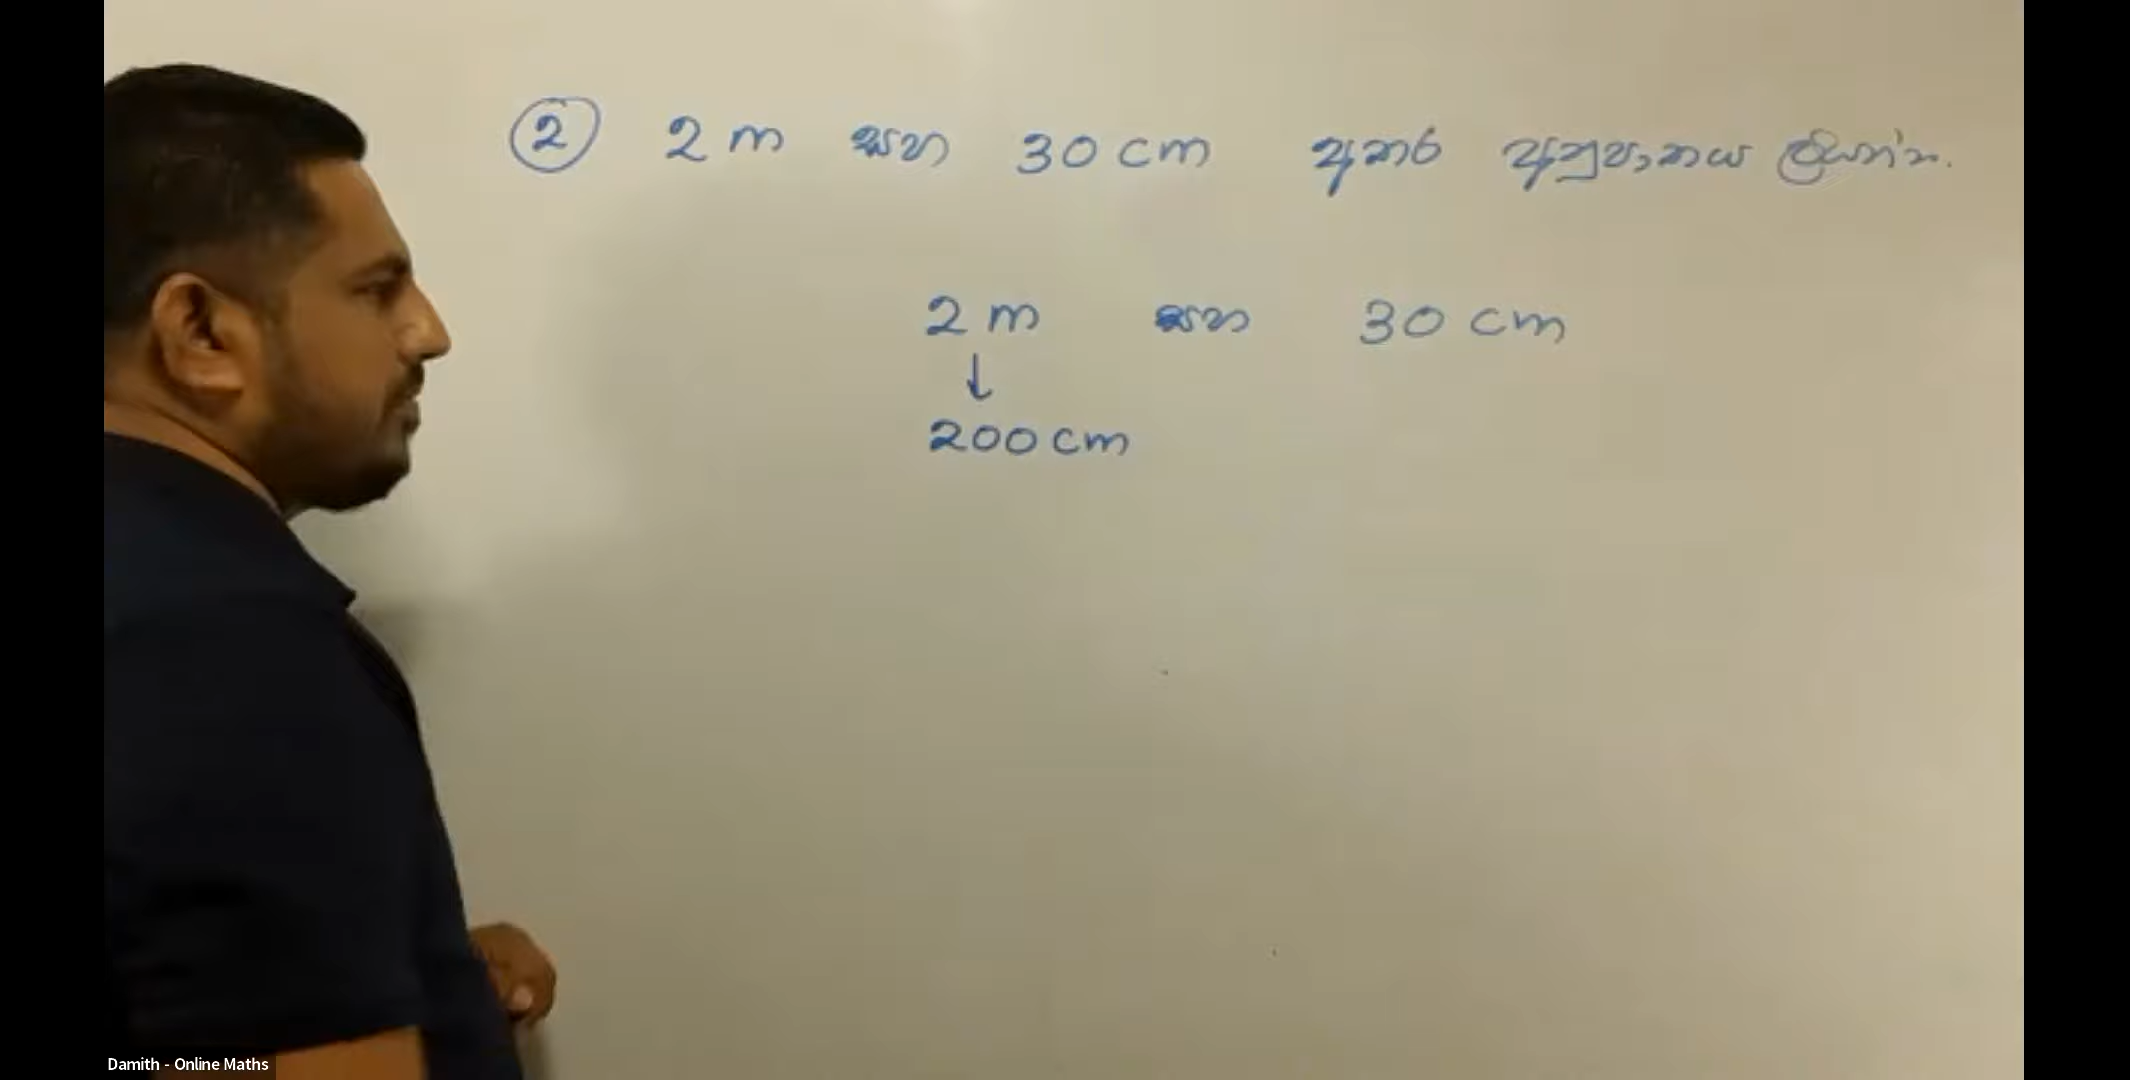 ② 2 m සහ 30 cm අතර අනුපාතය ලියන්න.
2 m සහ 30 cm
↓
200 cm
Damith - Online Maths